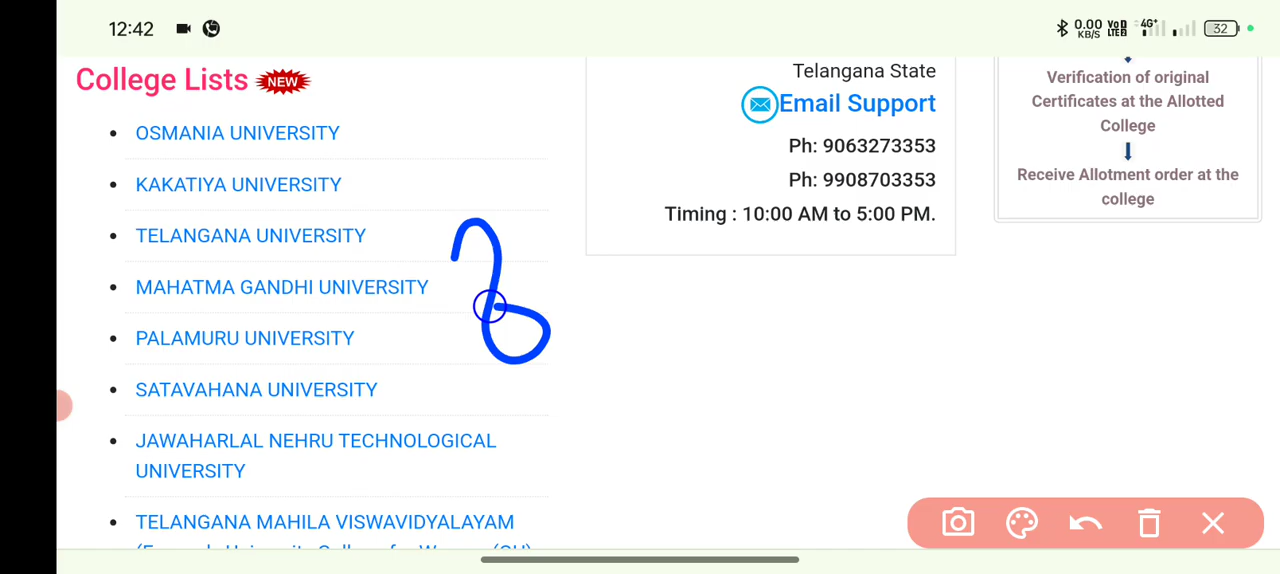 12:42
0.00 KB/S VoD LTE2 4G+ 32
College Lists NEW
OSMANIA UNIVERSITY
KAKATIYA UNIVERSITY
TELANGANA UNIVERSITY
MAHATMA GANDHI UNIVERSITY
PALAMURU UNIVERSITY
SATAVAHANA UNIVERSITY
JAWAHARLAL NEHRU TECHNOLOGICAL
UNIVERSITY
TELANGANA MAHILA VISWAVIDYALAYAM
Telangana State
Email Support
Ph: 9063273353
Ph: 9908703353
Timing : 10:00 AM to 5:00 PM.
Verification of original
Certificates at the Allotted
College
Receive Allotment order at the
college